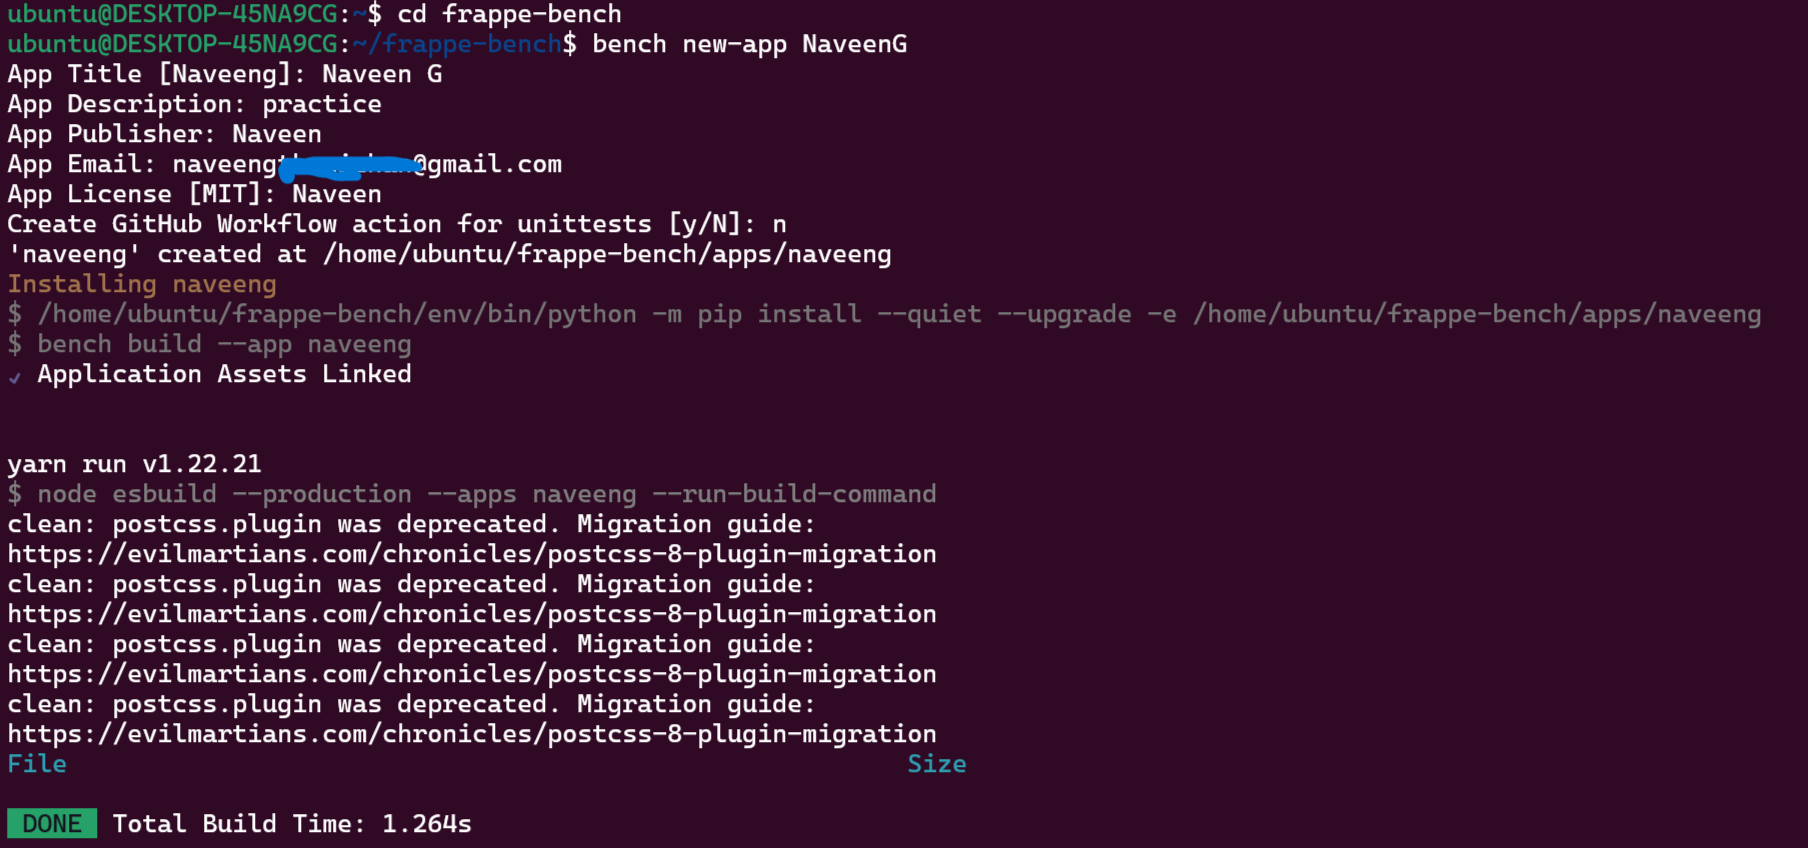 ubuntu@DESKTOP-45NA9CG:~$ cd frappe-bench
ubuntu@DESKTOP-45NA9CG:~/frappe-bench$ bench new-app NaveenG
App Title [Naveeng]: Naveen G
App Description: practice
App Publisher: Naveen
App Email: naveeng @gmail.com
App License [MIT]: Naveen
Create GitHub Workflow action for unittests [y/N]: n
'naveeng' created at /home/ubuntu/frappe-bench/apps/naveeng
Installing naveeng
$ /home/ubuntu/frappe-bench/env/bin/python -m pip install --quiet --upgrade -e /home/ubuntu/frappe-bench/apps/naveeng
$ bench build --app naveeng
✓ Application Assets Linked
yarn run v1.22.21
$ node esbuild --production --apps naveeng --run-build-command
clean: postcss.plugin was deprecated. Migration guide:
https://evilmartians.com/chronicles/postcss-8-plugin-migration
clean: postcss.plugin was deprecated. Migration guide:
https://evilmartians.com/chronicles/postcss-8-plugin-migration
clean: postcss.plugin was deprecated. Migration guide:
https://evilmartians.com/chronicles/postcss-8-plugin-migration
clean: postcss.plugin was deprecated. Migration guide:
https://evilmartians.com/chronicles/postcss-8-plugin-migration
File Size
DONE Total Build Time: 1.264s